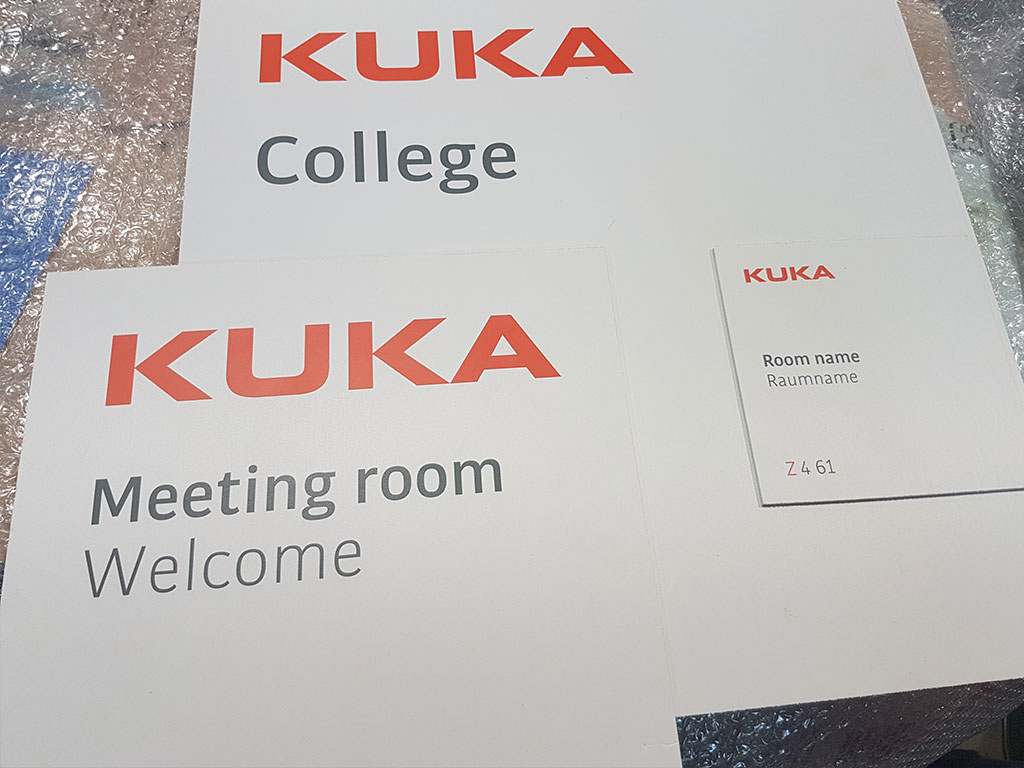 KUKA
College
KUKA
Meeting room
Welcome
KUKA
Room name
Raumname
Z 4 61